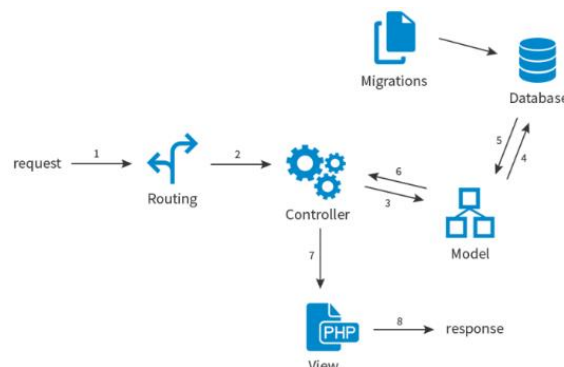 Migrations
Database
5
4
request
1
2
6
3
Routing
Controller
Model
7
PHP
8
response
View